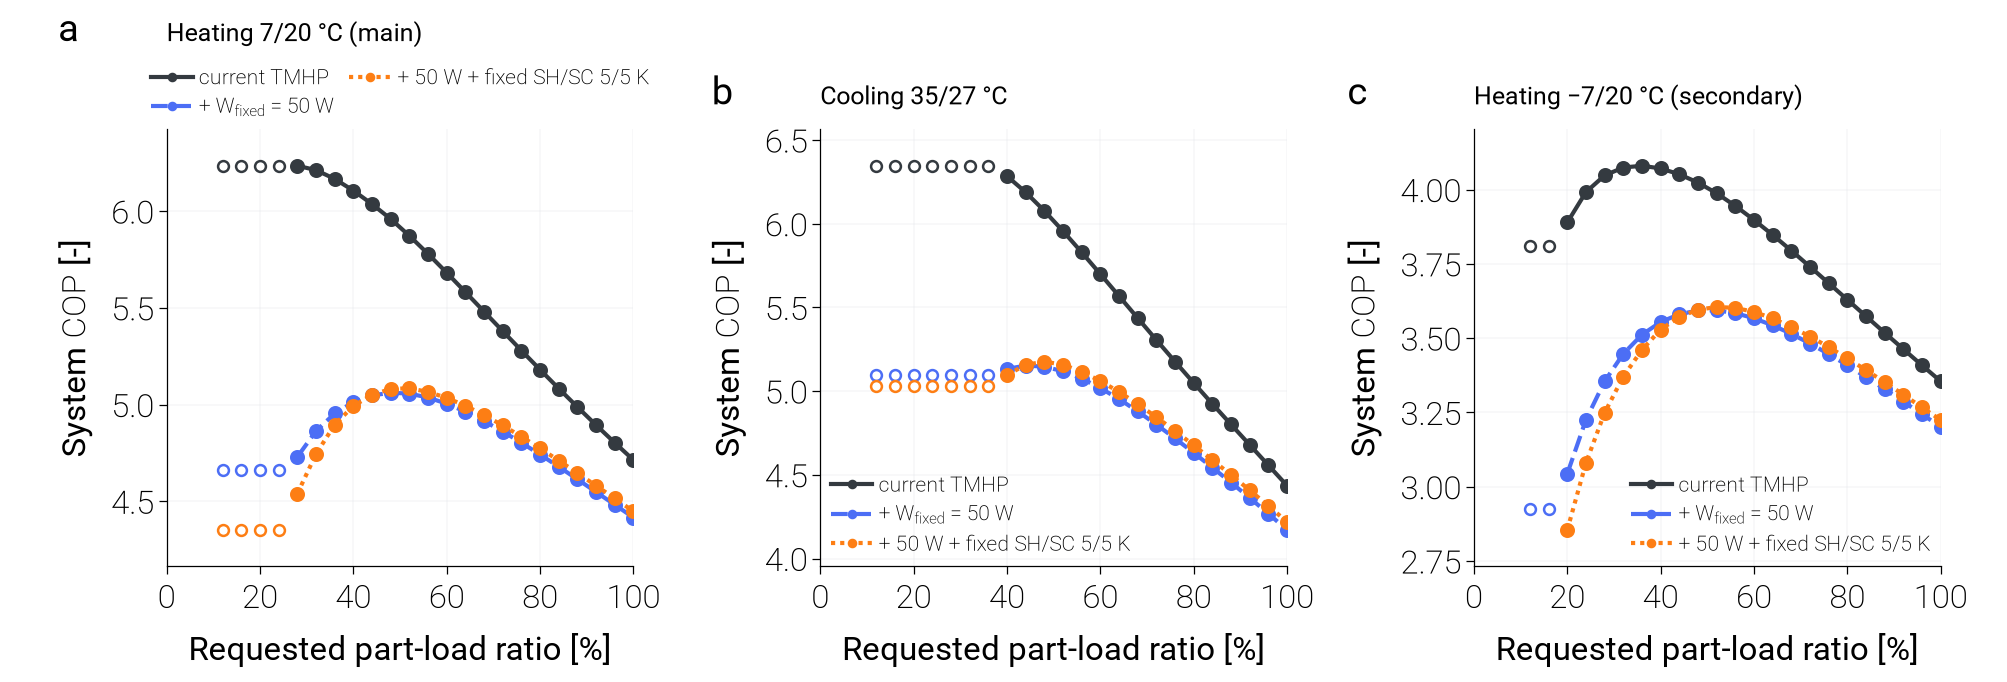 a
Heating 7/20 °C (main)
current TMHP
+ 50 W + fixed SH/SC 5/5 K
+ Wfixed = 50 W
System COP [-]
6.0
5.5
5.0
4.5
0 20 40 60 80 100
Requested part-load ratio [%]
b
Cooling 35/27 °C
System COP [-]
6.5
6.0
5.5
5.0
4.5
4.0
current TMHP
+ Wfixed = 50 W
+ 50 W + fixed SH/SC 5/5 K
0 20 40 60 80 100
Requested part-load ratio [%]
c
Heating −7/20 °C (secondary)
System COP [-]
4.00
3.75
3.50
3.25
3.00
2.75
current TMHP
+ Wfixed = 50 W
+ 50 W + fixed SH/SC 5/5 K
0 20 40 60 80 100
Requested part-load ratio [%]